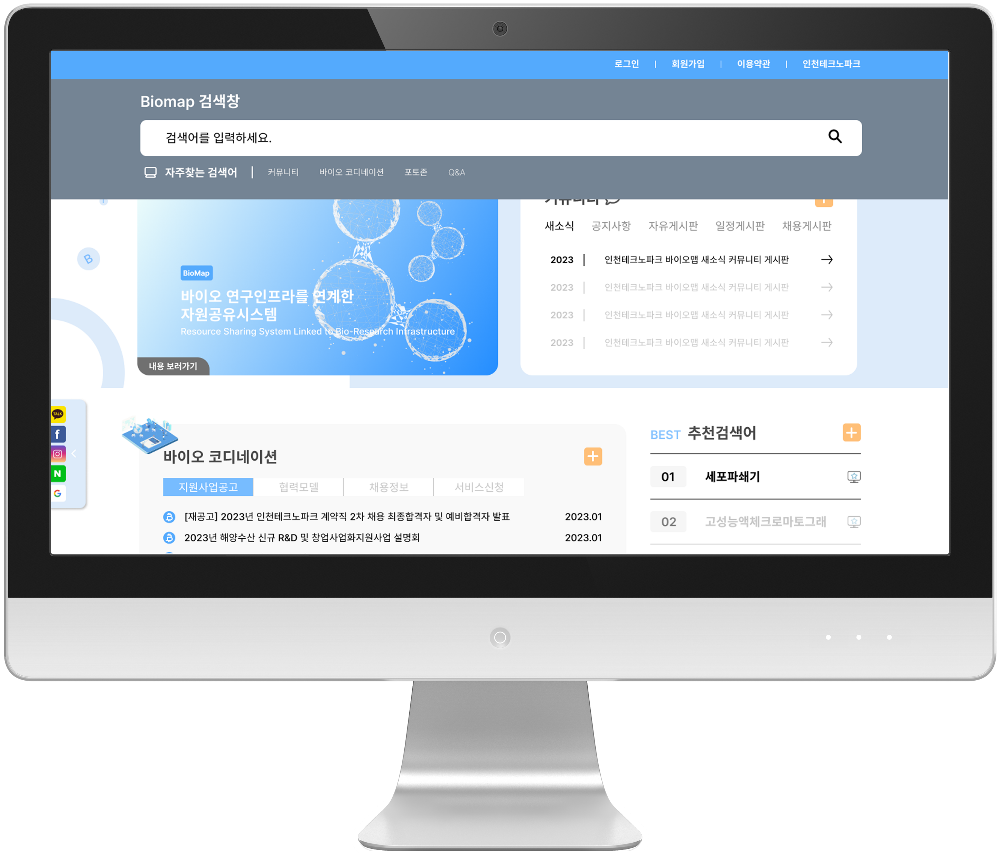 로그인 | 회원가입 | 이용약관 | 인천테크노파크
Biomap 검색창
검색어를 입력하세요.
자주찾는 검색어 | 커뮤니티 바이오 코디네이션 포토존 Q&A
커뮤니티
새소식 공지사항 자유게시판 일정게시판 채용게시판
2023 | 인천테크노파크 바이오맵 새소식 커뮤니티 게시판
2023 | 인천테크노파크 바이오맵 새소식 커뮤니티 게시판
2023 | 인천테크노파크 바이오맵 새소식 커뮤니티 게시판
2023 | 인천테크노파크 바이오맵 새소식 커뮤니티 게시판
B
BioMap
바이오 연구인프라를 연계한
자원공유시스템
Resource Sharing System Linked to Bio-Research Infrastructure
내용 보러가기
TALK
f
N
G
바이오 코디네이션
지원사업공고 협력모델 채용정보 서비스신청
[재공고] 2023년 인천테크노파크 계약직 2차 채용 최종합격자 및 예비합격자 발표 2023.01
2023년 해양수산 신규 R&D 및 창업사업화지원사업 설명회 2023.01
BEST 추천검색어
01 세포파쇄기
02 고성능액체크로마토그래